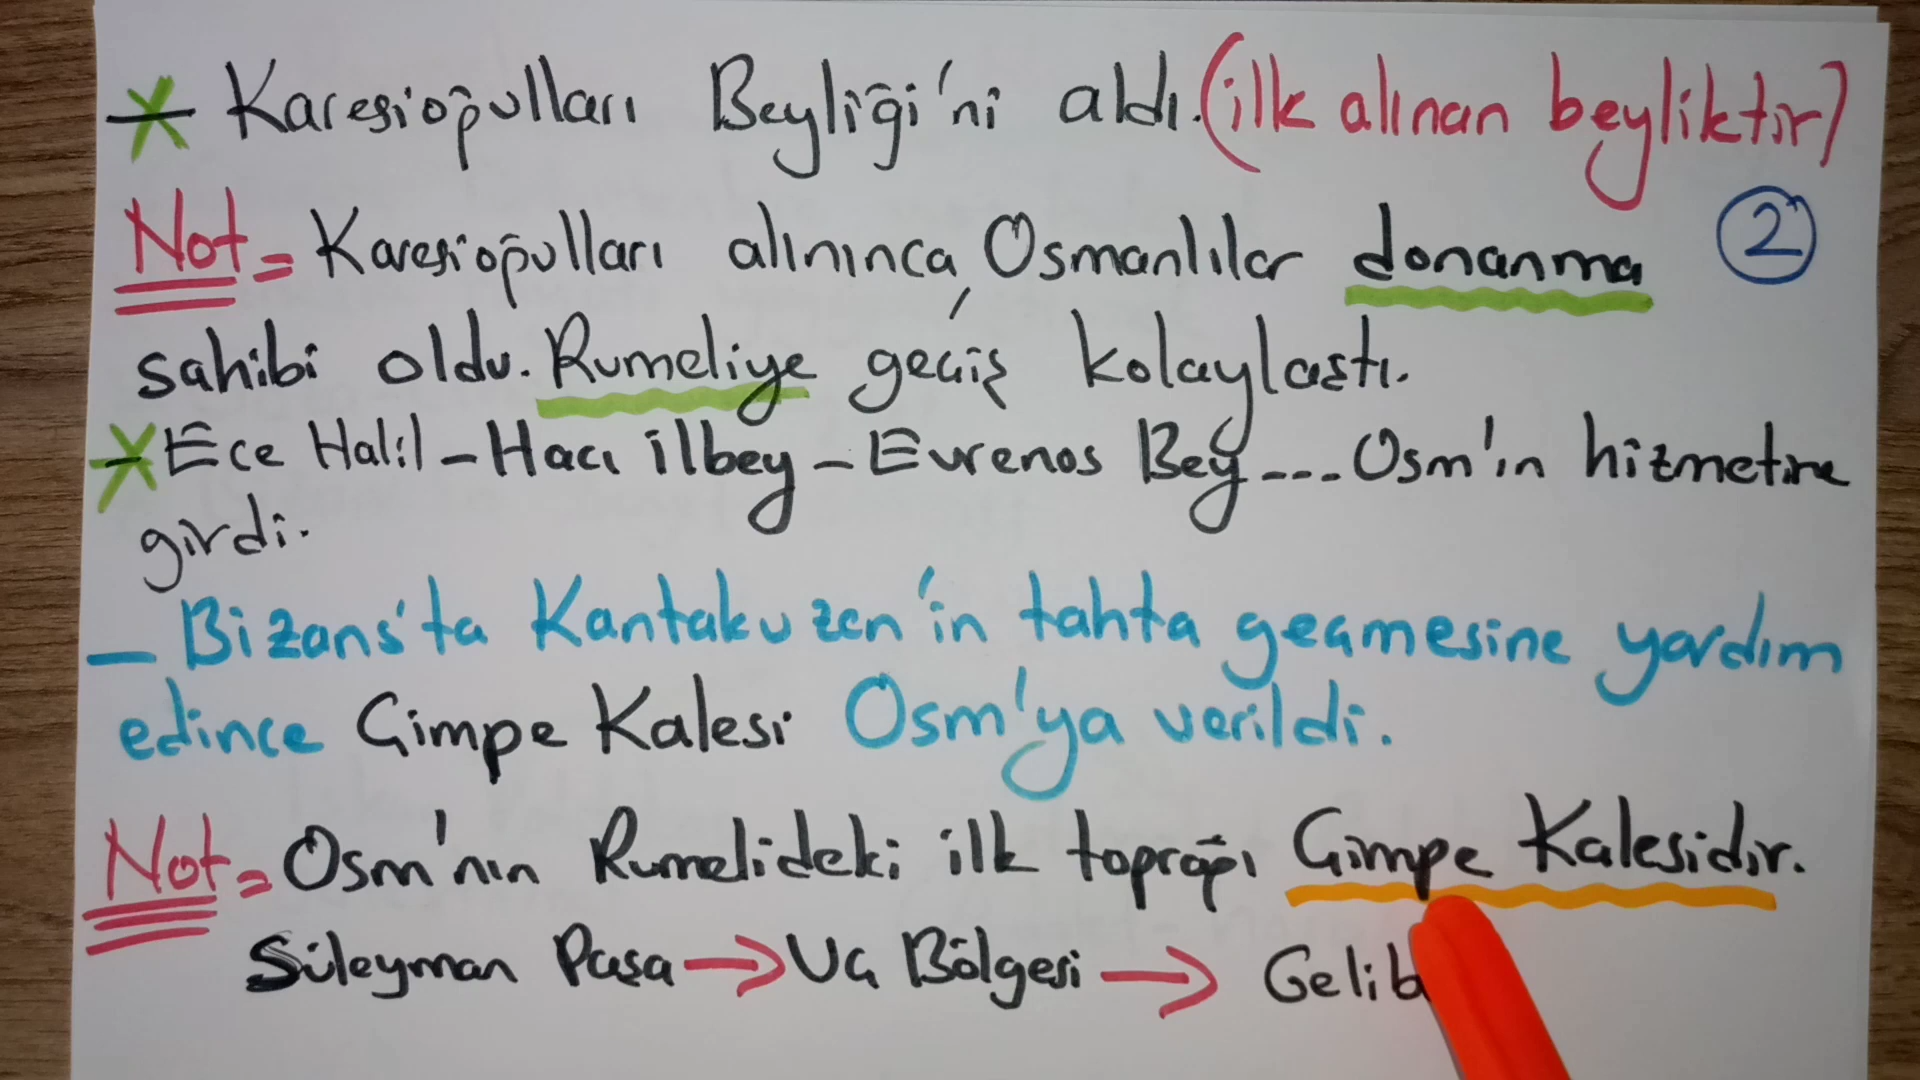 Karesioğulları Beyliği'ni aldı. (ilk alınan beyliktir)
Not = Karesioğulları alınınca, Osmanlılar donanma
2
sahibi oldu. Rumeliye geçiş kolaylaştı.
Ece Halil - Hacı İlbey - Evrenos Bey --- Osm'ın hizmetine
girdi.
- Bizans'ta Kantakuzen'in tahta geçmesine yardım
edince Çimpe Kalesi Osm'ya verildi.
Not = Osm'nın Rumelideki ilk toprağı Çimpe Kalesidir.
Süleyman Paşa → Uç Bölgesi → Gelib